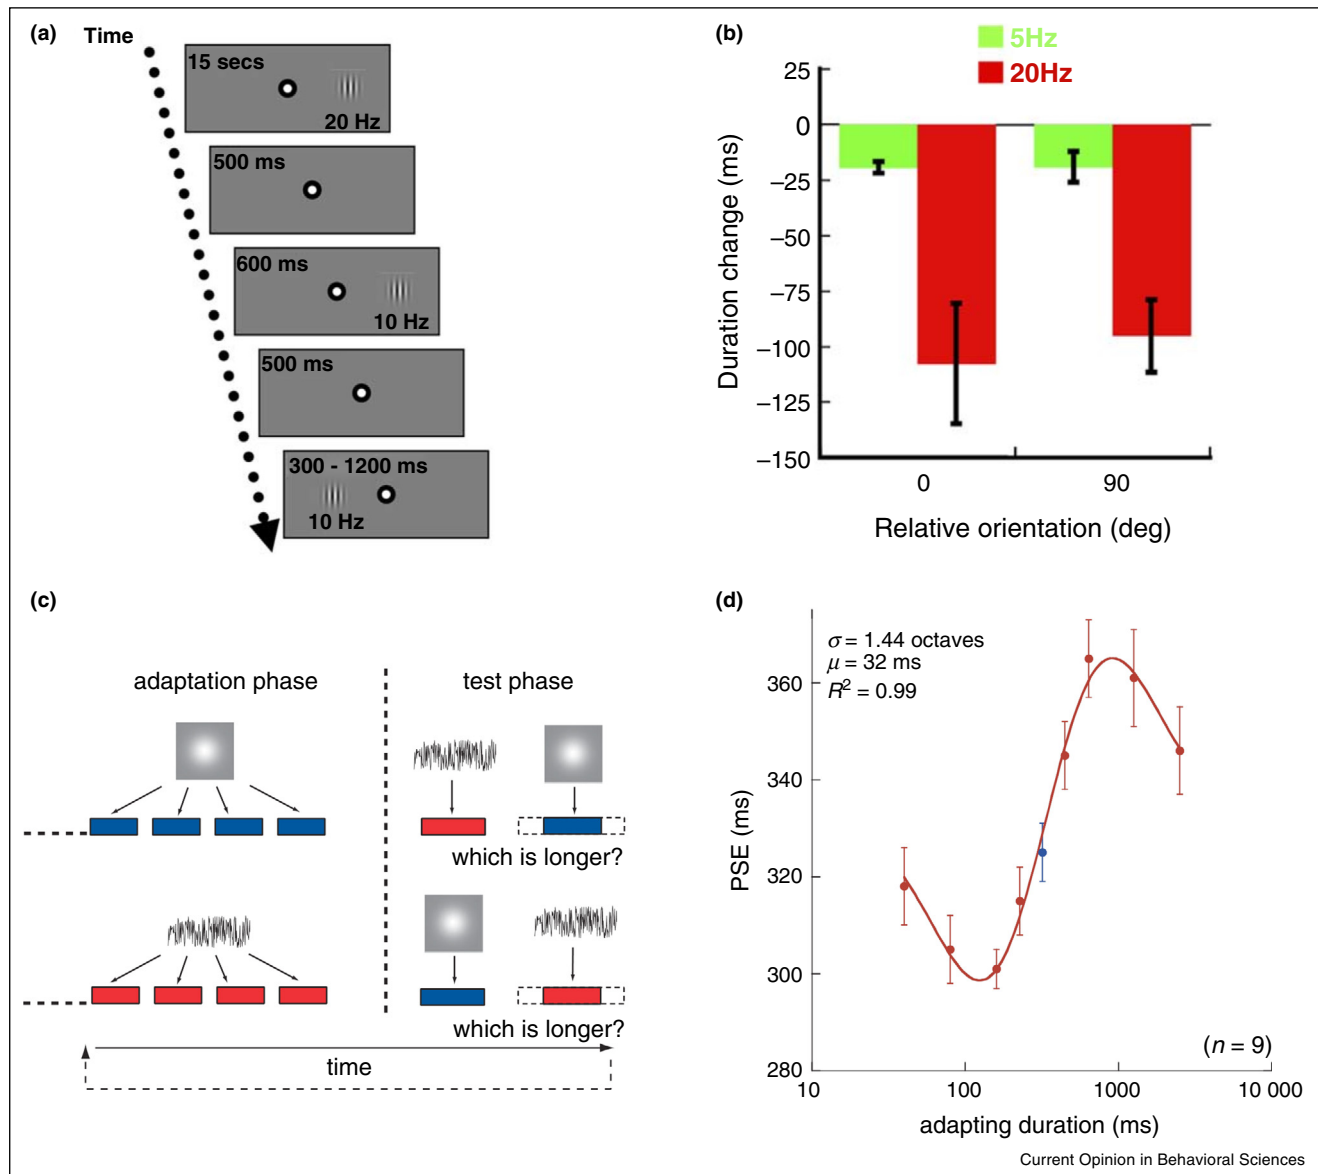 (a)
Time
15 secs
20 Hz
500 ms
600 ms
10 Hz
500 ms
300 - 1200 ms
10 Hz
(b)
5Hz
20Hz
25
0
−25
−50
−75
−100
−125
−150
Duration change (ms)
0 90
Relative orientation (deg)
(c)
adaptation phase
test phase
which is longer?
which is longer?
time
(d)
σ = 1.44 octaves
μ = 32 ms
R² = 0.99
360
340
320
300
280
PSE (ms)
(n = 9)
10 100 1000 10 000
adapting duration (ms)
Current Opinion in Behavioral Sciences